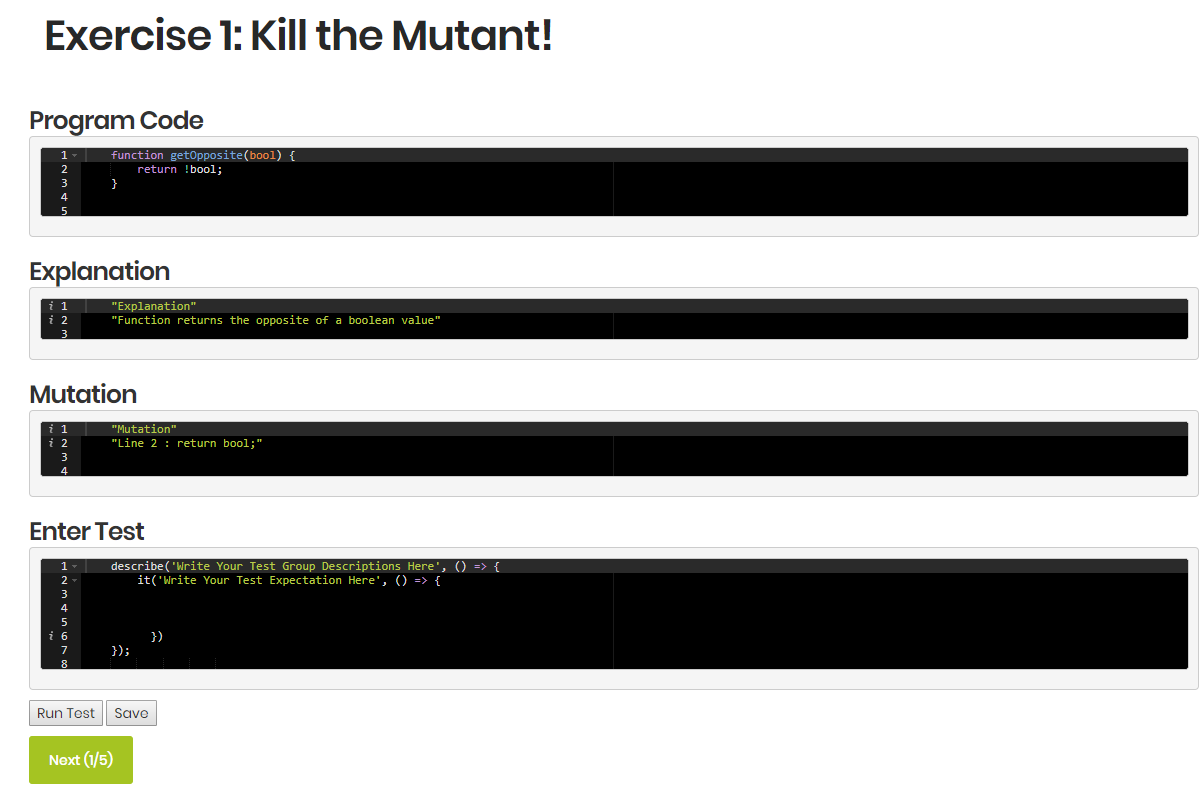 Exercise 1: Kill the Mutant!
Program Code
1 function getOpposite(bool) {
2 return !bool;
3 }
4
5
Explanation
i 1 "Explanation"
i 2 "Function returns the opposite of a boolean value"
3
Mutation
i 1 "Mutation"
i 2 "Line 2 : return bool;"
3
4
Enter Test
1 describe('Write Your Test Group Descriptions Here', () => {
2 it('Write Your Test Expectation Here', () => {
3
4
5
i 6 })
7 });
8
Run Test Save
Next (1/5)